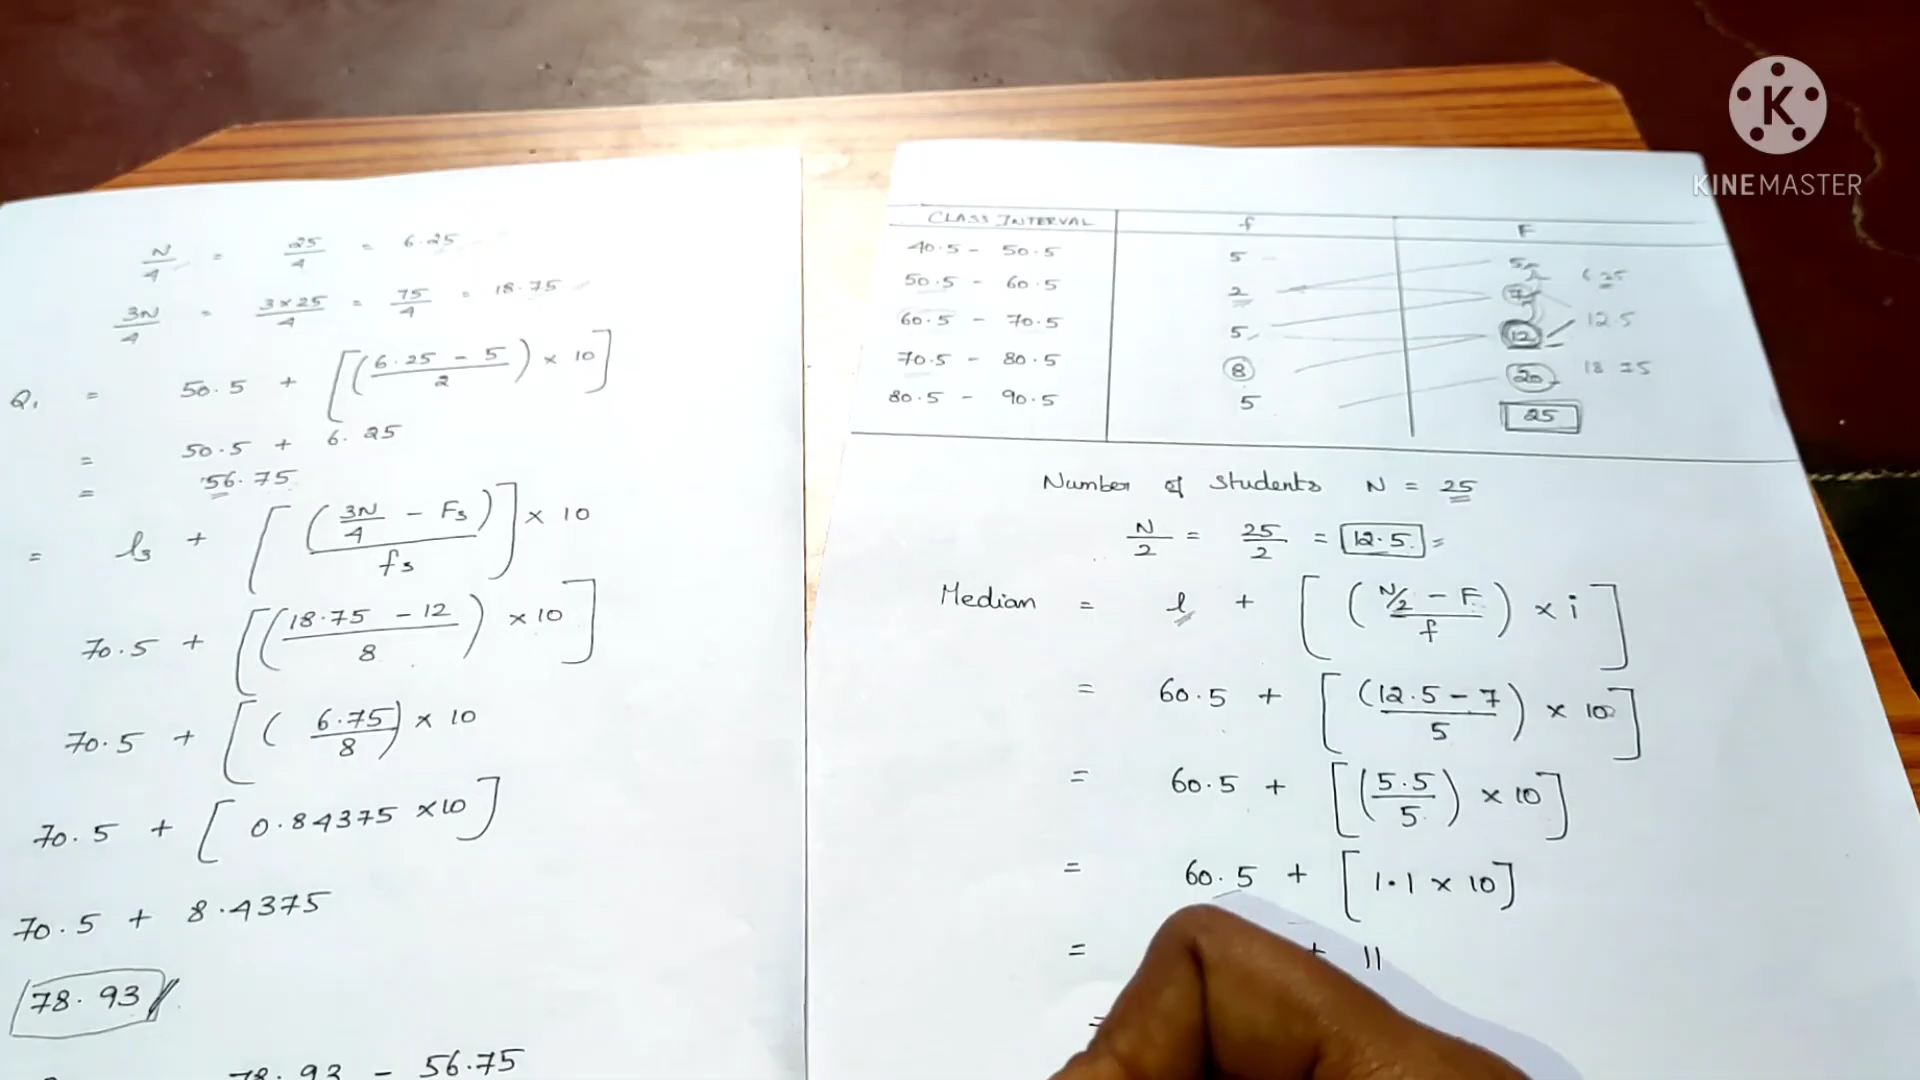 N/4 = 25/4 = 6.25
3N/4 = 3×25/4 = 75/4 = 18.75
Q₁ = 50.5 + [((6.25 - 5)/2) × 10]
= 50.5 + 6.25
= 56.75
= l₃ + [((3N/4 - F₃)/f₃)] × 10
70.5 + [((18.75 - 12)/8) × 10]
70.5 + [(6.75/8) × 10
70.5 + [0.84375 × 10]
70.5 + 8.4375
78.93
78.93 - 56.75
CLASS INTERVAL f F
40.5 - 50.5 5 5
50.5 - 60.5 2 7 6.25
60.5 - 70.5 5 12 12.5
70.5 - 80.5 8 20 18.75
80.5 - 90.5 5 25
Number of students N = 25
N/2 = 25/2 = 12.5 =
Median = l + [((N/2 - F)/f) × i]
= 60.5 + [((12.5 - 7)/5) × 10]
= 60.5 + [(5.5/5) × 10]
= 60.5 + [1.1 × 10]
= + 11
=
K
KINEMASTER